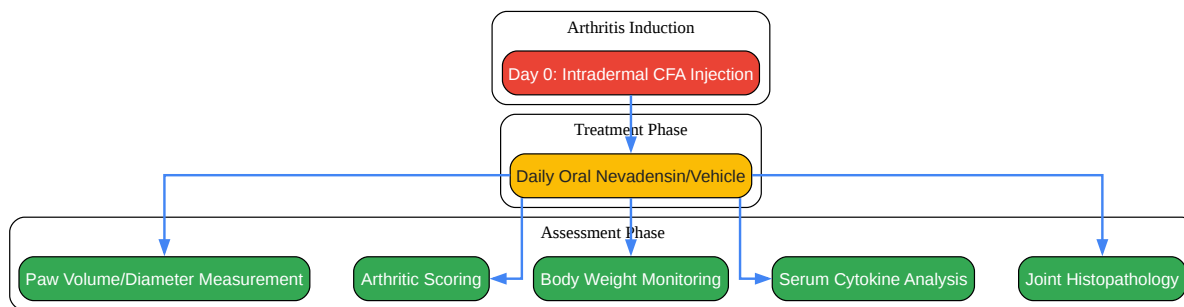 Arthritis Induction
Day 0: Intradermal CFA Injection
Treatment Phase
Daily Oral Nevadensin/Vehicle
Assessment Phase
Paw Volume/Diameter Measurement
Arthritic Scoring
Body Weight Monitoring
Serum Cytokine Analysis
Joint Histopathology